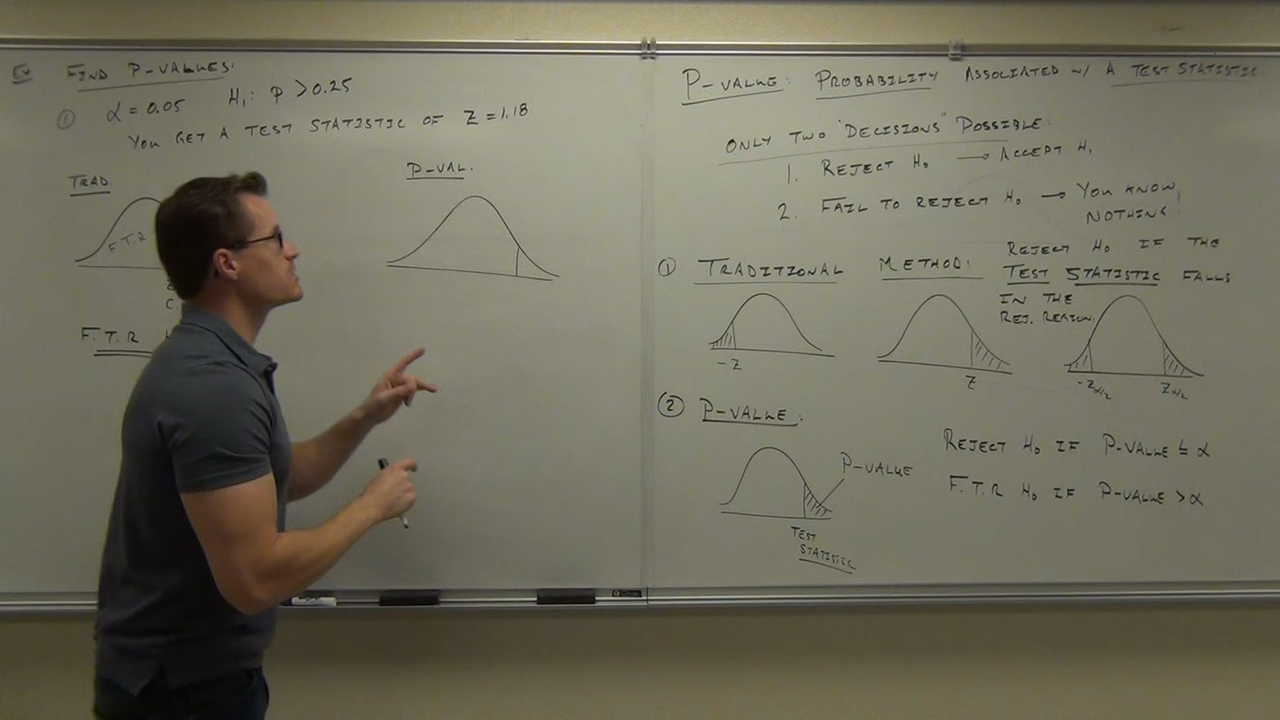 Ex FIND P-VALUES:
① α = 0.05 H₁: P > 0.25
YOU GET A TEST STATISTIC OF Z = 1.18
TRAD.
F.T.R
C.
F.T.R
P-VAL.
P-VALUE: PROBABILITY ASSOCIATED W/ A TEST STATISTIC
ONLY TWO "DECISIONS" POSSIBLE:
1. REJECT H₀ → ACCEPT H₁
2. FAIL TO REJECT H₀ → YOU KNOW
NOTHING
① TRADITIONAL METHOD:
REJECT H₀ IF THE
TEST STATISTIC FALLS
IN THE
REJ. REGION.
-Z
Z
-Zα/2 Zα/2
② P-VALUE:
P-VALUE
TEST
STATISTIC
REJECT H₀ IF P-VALUE ≤ α
F.T.R H₀ IF P-VALUE > α